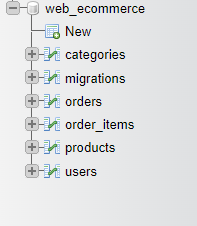 web_ecommerce
New
categories
migrations
orders
order_items
products
users